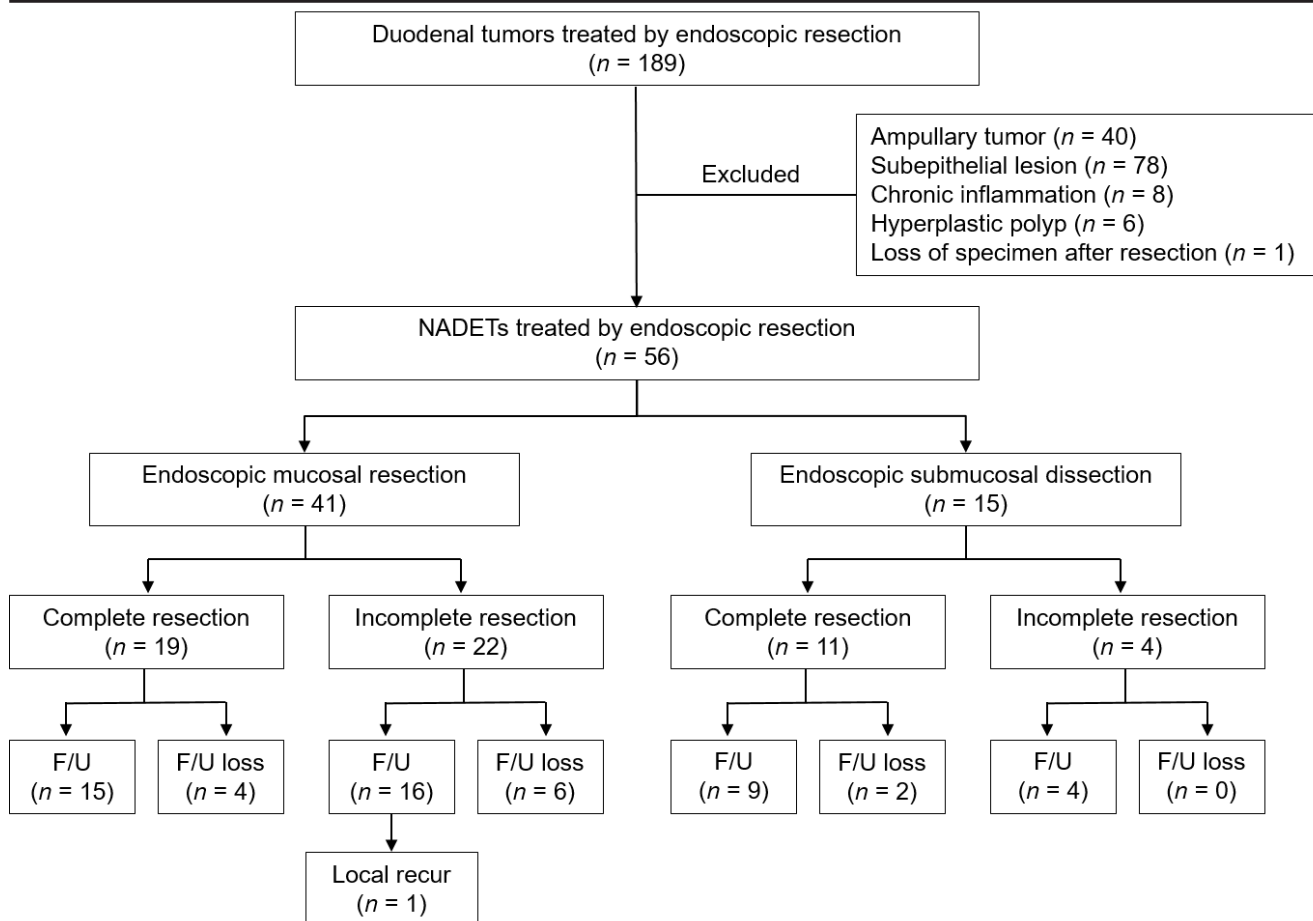 Duodenal tumors treated by endoscopic resection
(n = 189)
Excluded
Ampullary tumor (n = 40)
Subepithelial lesion (n = 78)
Chronic inflammation (n = 8)
Hyperplastic polyp (n = 6)
Loss of specimen after resection (n = 1)
NADETs treated by endoscopic resection
(n = 56)
Endoscopic mucosal resection
(n = 41)
Endoscopic submucosal dissection
(n = 15)
Complete resection
(n = 19)
Incomplete resection
(n = 22)
Complete resection
(n = 11)
Incomplete resection
(n = 4)
F/U
(n = 15)
F/U loss
(n = 4)
F/U
(n = 16)
F/U loss
(n = 6)
F/U
(n = 9)
F/U loss
(n = 2)
F/U
(n = 4)
F/U loss
(n = 0)
Local recur
(n = 1)